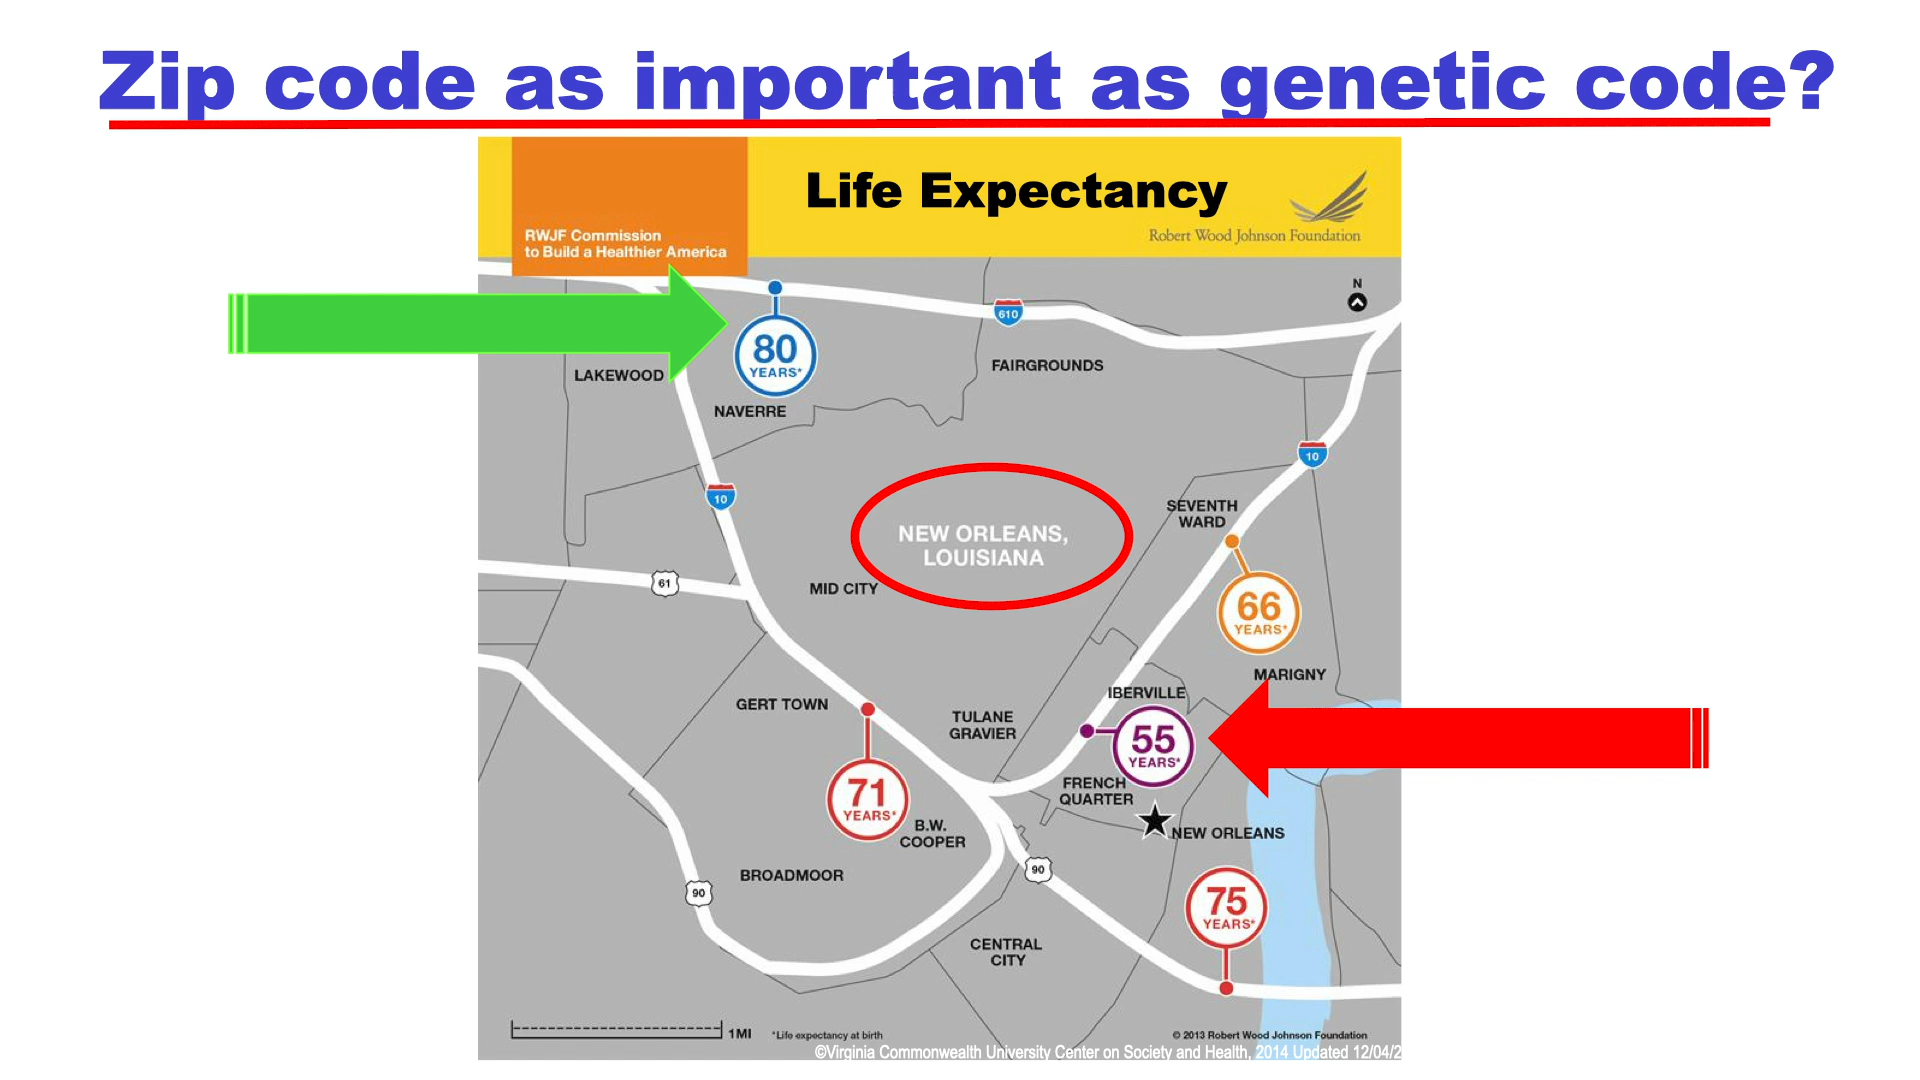 Zip code as important as genetic code?
Life Expectancy
RWJF Commission
to Build a Healthier America
Robert Wood Johnson Foundation
N
80
YEARS*
610
LAKEWOOD
FAIRGROUNDS
NAVERRE
10
10
SEVENTH
WARD
NEW ORLEANS,
LOUISIANA
61
MID CITY
66
YEARS*
MARIGNY
IBERVILLE
GERT TOWN
TULANE
GRAVIER
55
YEARS*
FRENCH
QUARTER
71
YEARS*
B.W.
COOPER
NEW ORLEANS
90
BROADMOOR
90
75
YEARS*
CENTRAL
CITY
1MI
*Life expectancy at birth
© 2013 Robert Wood Johnson Foundation
©Virginia Commonwealth University Center on Society and Health, 2014 Updated 12/04/2